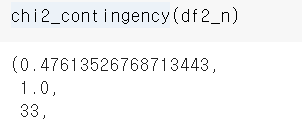 chi2_contingency(df2_n)
(0.47613526768713443,
1.0,
33,